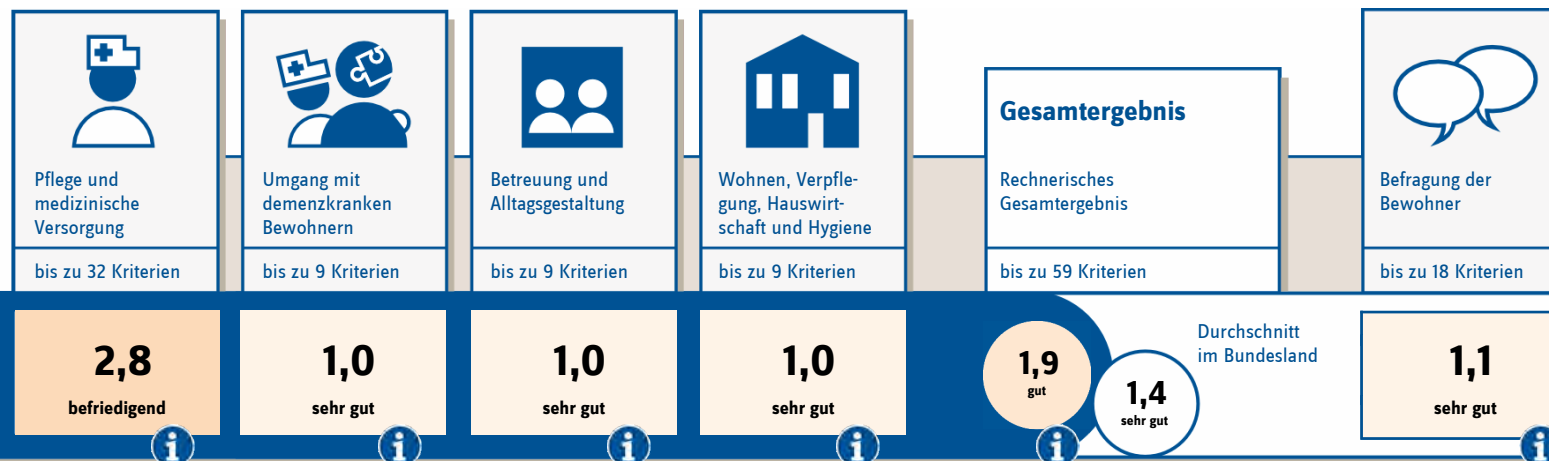 Pflege und
medizinische
Versorgung
bis zu 32 Kriterien
2,8
befriedigend
Umgang mit
demenzkranken
Bewohnern
bis zu 9 Kriterien
1,0
sehr gut
Betreuung und
Alltagsgestaltung
bis zu 9 Kriterien
1,0
sehr gut
Wohnen, Verpfle-
gung, Hauswirt-
schaft und Hygiene
bis zu 9 Kriterien
1,0
sehr gut
Gesamtergebnis
Rechnerisches
Gesamtergebnis
bis zu 59 Kriterien
1,9
gut
Durchschnitt
im Bundesland
1,4
sehr gut
Befragung der
Bewohner
bis zu 18 Kriterien
1,1
sehr gut